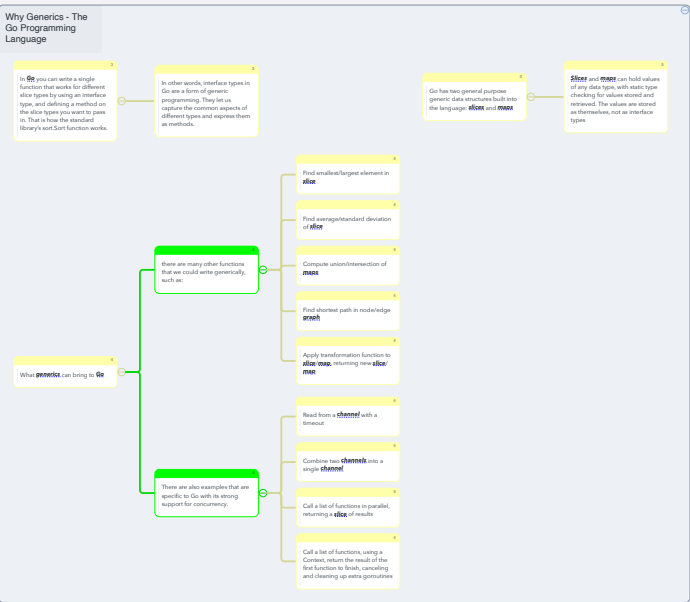 Why Generics - The
Go Programming
Language
In Go you can write a single
function that works for different
slice types by using an interface
type, and defining a method on
the slice types you want to pass
in. That is how the standard
library's sort.Sort function works.
In other words, interface types in
Go are a form of generic
programming. They let us
capture the common aspects of
different types and express them
as methods.
Go has two general purpose
generic data structures built into
the language: slices and maps
Slices and maps can hold values
of any data type, with static type
checking for values stored and
retrieved. The values are stored
as themselves, not as interface
types
What generics can bring to Go
there are many other functions
that we could write generically,
such as:
Find smallest/largest element in
slice
Find average/standard deviation
of slice
Compute union/intersection of
maps
Find shortest path in node/edge
graph
Apply transformation function to
slice/map, returning new slice/
map
There are also examples that are
specific to Go with its strong
support for concurrency.
Read from a channel with a
timeout
Combine two channels into a
single channel
Call a list of functions in parallel,
returning a slice of results
Call a list of functions, using a
Context, return the result of the
first function to finish, canceling
and cleaning up extra goroutines